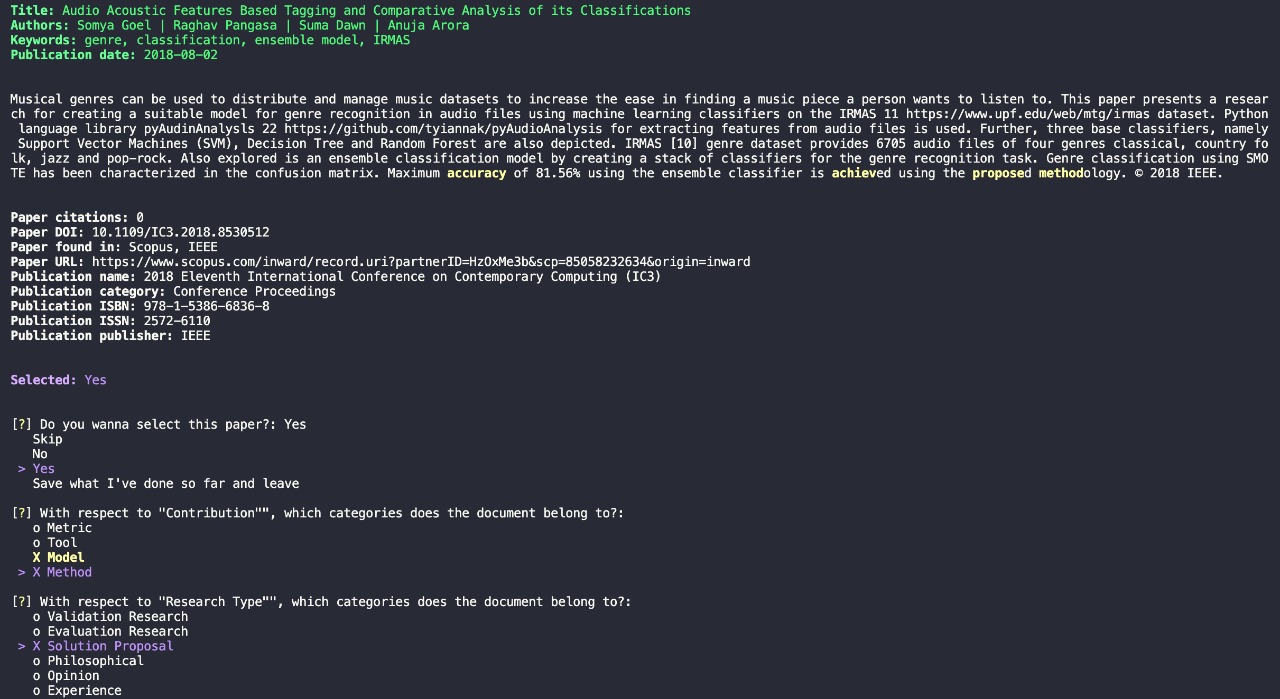 Title: Audio Acoustic Features Based Tagging and Comparative Analysis of its Classifications
Authors: Somya Goel | Raghav Pangasa | Suma Dawn | Anuja Arora
Keywords: genre, classification, ensemble model, IRMAS
Publication date: 2018-08-02
Musical genres can be used to distribute and manage music datasets to increase the ease in finding a music piece a person wants to listen to. This paper presents a resear
ch for creating a suitable model for genre recognition in audio files using machine learning classifiers on the IRMAS 11 https://www.upf.edu/web/mtg/irmas dataset. Python
language library pyAudinAnalysls 22 https://github.com/tyiannak/pyAudioAnalysis for extracting features from audio files is used. Further, three base classifiers, namely
Support Vector Machines (SVM), Decision Tree and Random Forest are also depicted. IRMAS [10] genre dataset provides 6705 audio files of four genres classical, country fo
lk, jazz and pop-rock. Also explored is an ensemble classification model by creating a stack of classifiers for the genre recognition task. Genre classification using SMO
TE has been characterized in the confusion matrix. Maximum accuracy of 81.56% using the ensemble classifier is achieved using the proposed methodology. © 2018 IEEE.
Paper citations: 0
Paper DOI: 10.1109/IC3.2018.8530512
Paper found in: Scopus, IEEE
Paper URL: https://www.scopus.com/inward/record.uri?partnerID=HzOxMe3b&scp=85058232634&origin=inward
Publication name: 2018 Eleventh International Conference on Contemporary Computing (IC3)
Publication category: Conference Proceedings
Publication ISBN: 978-1-5386-6836-8
Publication ISSN: 2572-6110
Publication publisher: IEEE
Selected: Yes
[?] Do you wanna select this paper?: Yes
Skip
No
> Yes
Save what I've done so far and leave
[?] With respect to "Contribution"", which categories does the document belong to?:
o Metric
o Tool
X Model
> X Method
[?] With respect to "Research Type"", which categories does the document belong to?:
o Validation Research
o Evaluation Research
> X Solution Proposal
o Philosophical
o Opinion
o Experience